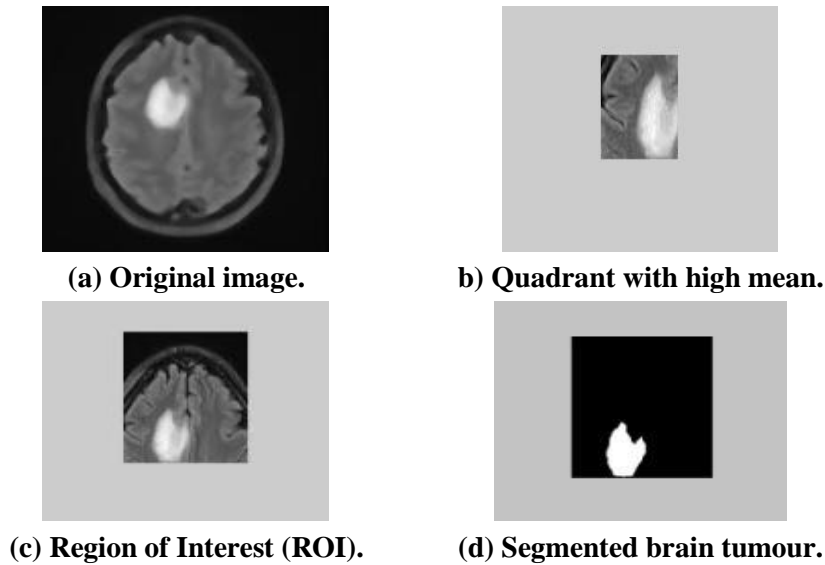 (a) Original image.
b) Quadrant with high mean.
(c) Region of Interest (ROI).
(d) Segmented brain tumour.